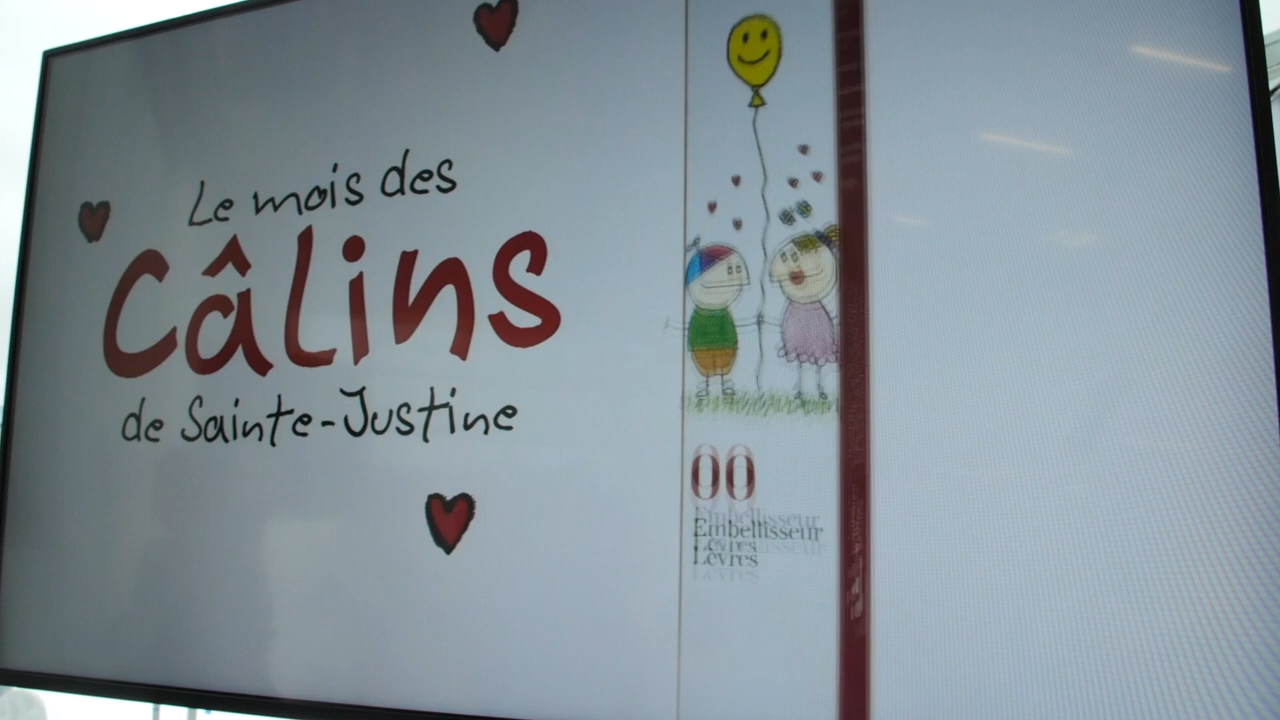 Le mois des
Câlins
de Sainte-Justine
00
Embellisseur
Lèvres